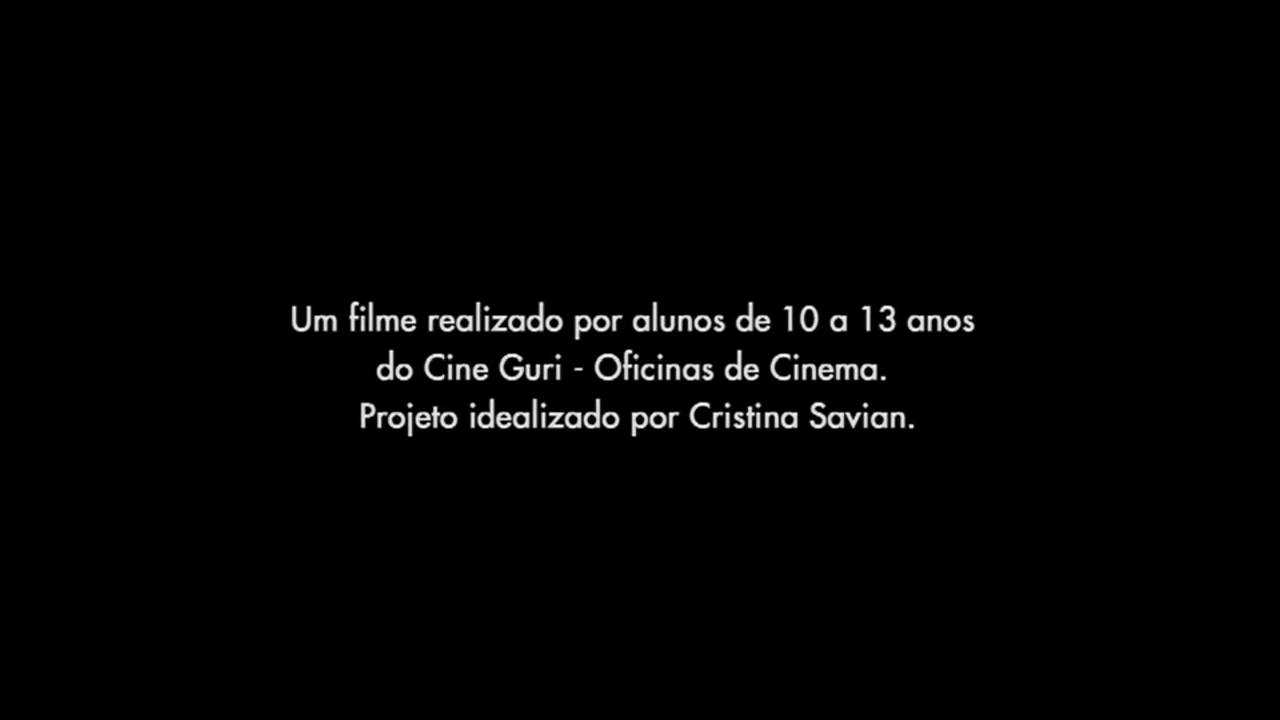 Um filme realizado por alunos de 10 a 13 anos
do Cine Guri - Oficinas de Cinema.
Projeto idealizado por Cristina Savian.